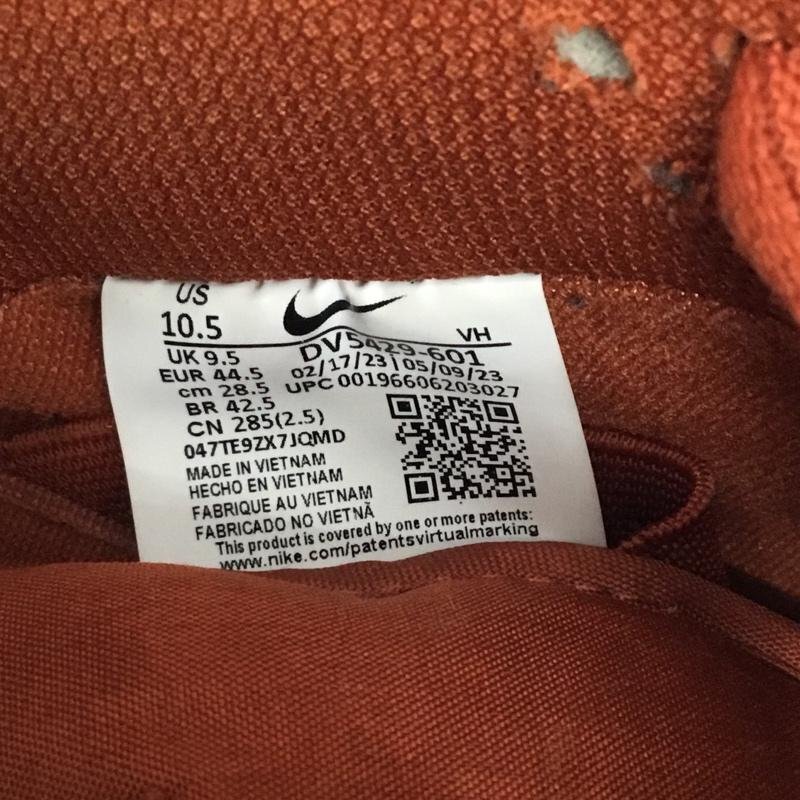 US
10.5
VH
UK 9.5
DV5429-601
EUR 44.5
02/17/23 | 05/09/23
cm 28.5
UPC 00196606203027
BR 42.5
CN 285(2.5)
047TE9ZX7JQMD
MADE IN VIETNAM
HECHO EN VIETNAM
FABRIQUE AU VIETNAM
FABRICADO NO VIETNÃ
This product is covered by one or more patents:
www.nike.com/patentsvirtualmarking